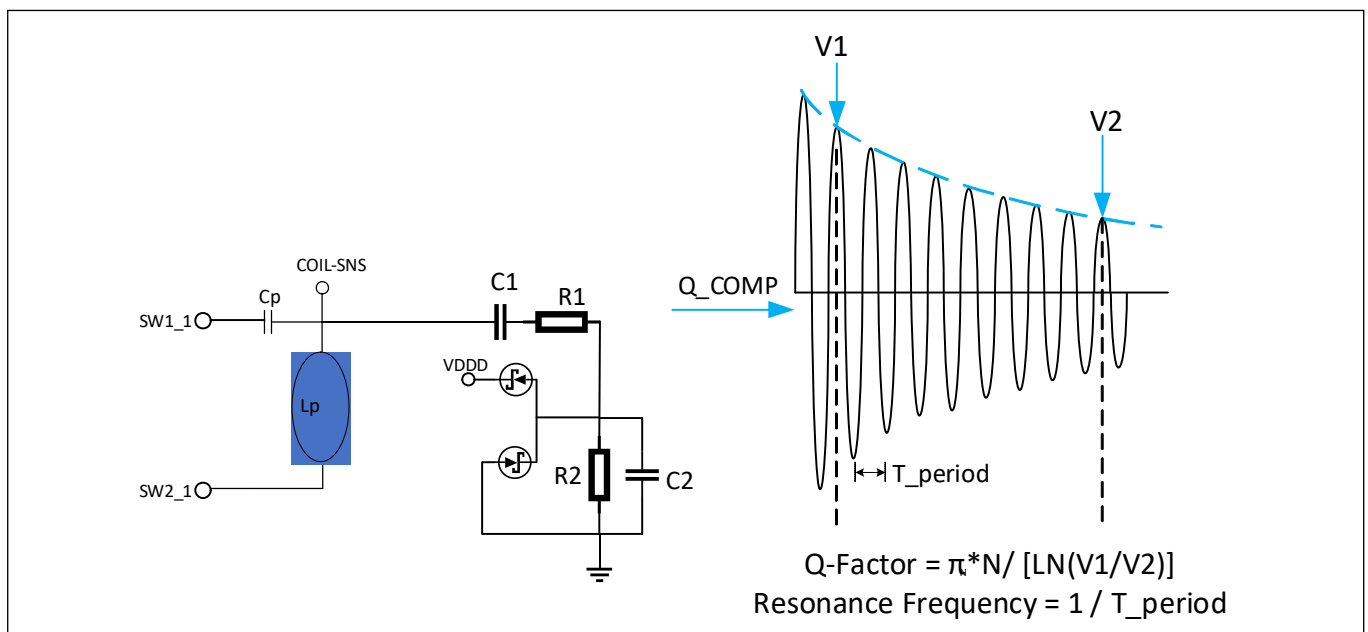 V1
V2
COIL-SNS
C1
R1
Cp
Q_COMP
SW1_1
VDDD
Lp
R2
C2
T_period
SW2_1
Q-Factor = π*N/ [LN(V1/V2)]
Resonance Frequency = 1 / T_period